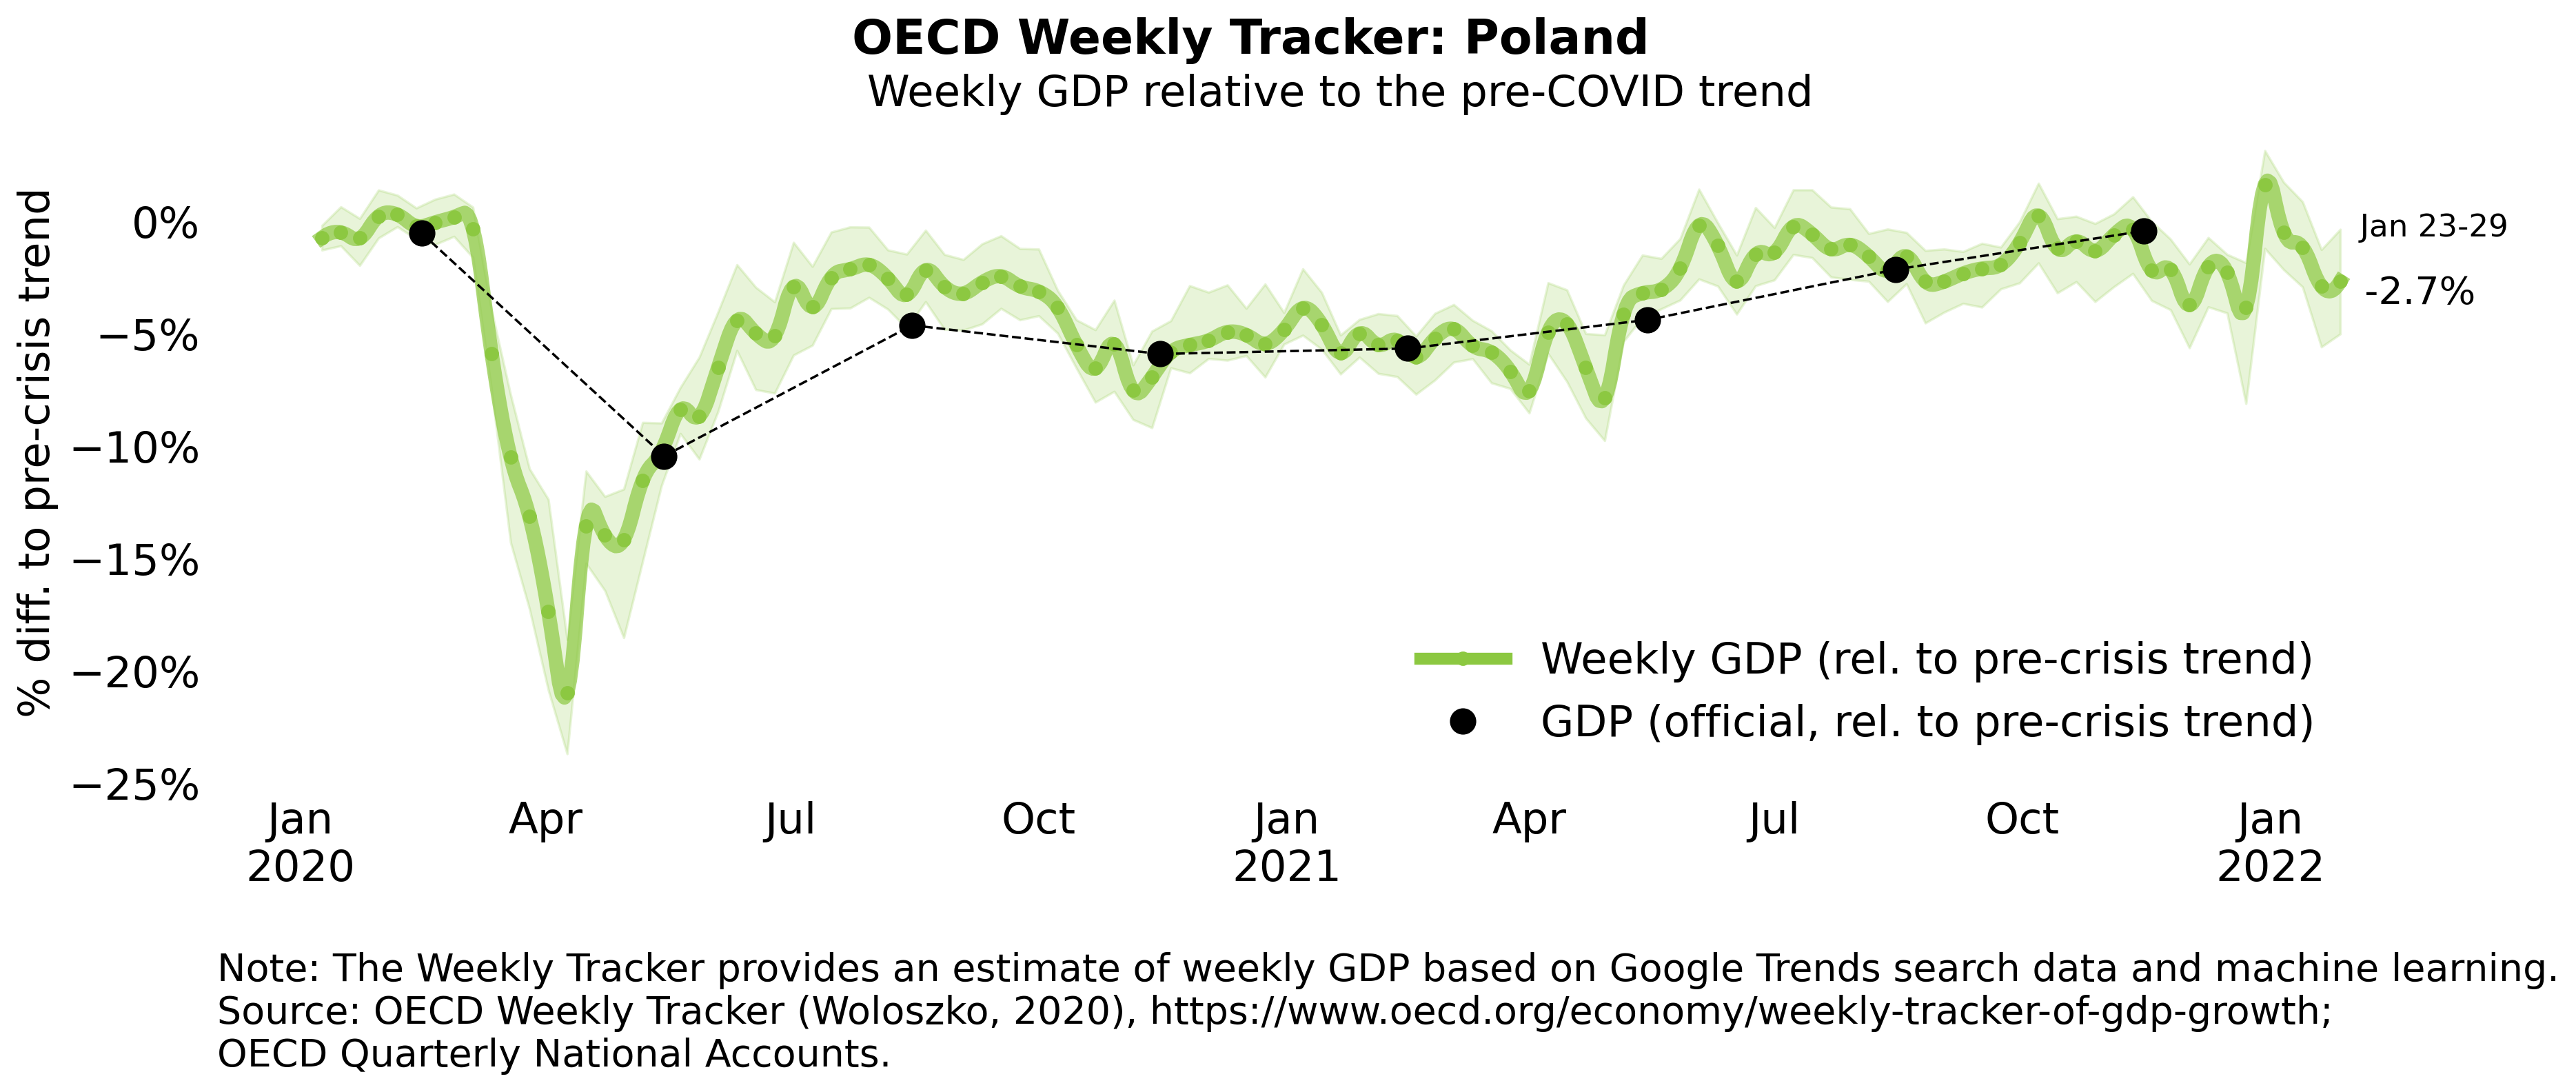 OECD Weekly Tracker: Poland
Weekly GDP relative to the pre-COVID trend
% diff. to pre-crisis trend
0%
−5%
−10%
−15%
−20%
−25%
Jan 23-29
-2.7%
Weekly GDP (rel. to pre-crisis trend)
GDP (official, rel. to pre-crisis trend)
Jan Apr Jul Oct Jan Apr Jul Oct Jan
2020 2021 2022
Note: The Weekly Tracker provides an estimate of weekly GDP based on Google Trends search data and machine learning.
Source: OECD Weekly Tracker (Woloszko, 2020), https://www.oecd.org/economy/weekly-tracker-of-gdp-growth;
OECD Quarterly National Accounts.